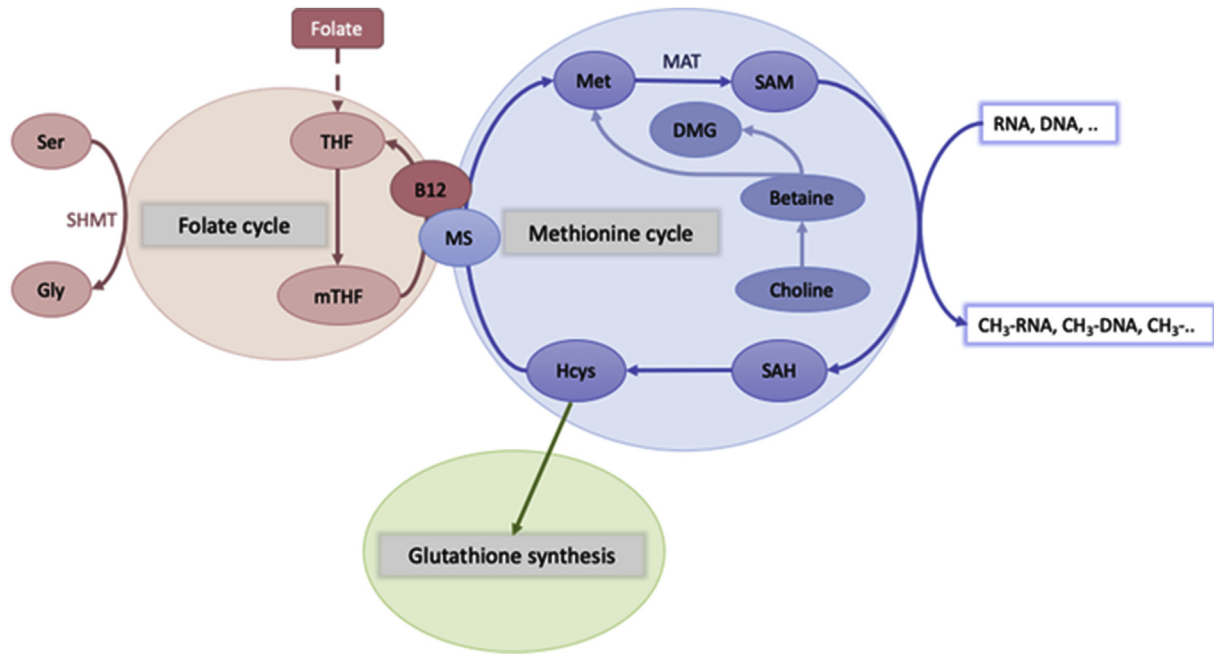 Folate
Met
MAT
SAM
Ser
THF
DMG
RNA, DNA, ..
B12
Betaine
SHMT
Folate cycle
MS
Methionine cycle
Gly
mTHF
Choline
CH₃-RNA, CH₃-DNA, CH₃-..
Hcys
SAH
Glutathione synthesis